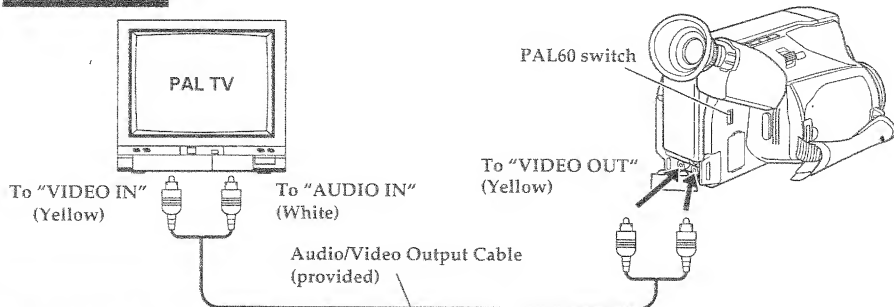 PAL TV
PAL60 switch
To "VIDEO IN"
(Yellow)
To "AUDIO IN"
(White)
To "VIDEO OUT"
(Yellow)
Audio/Video Output Cable
(provided)